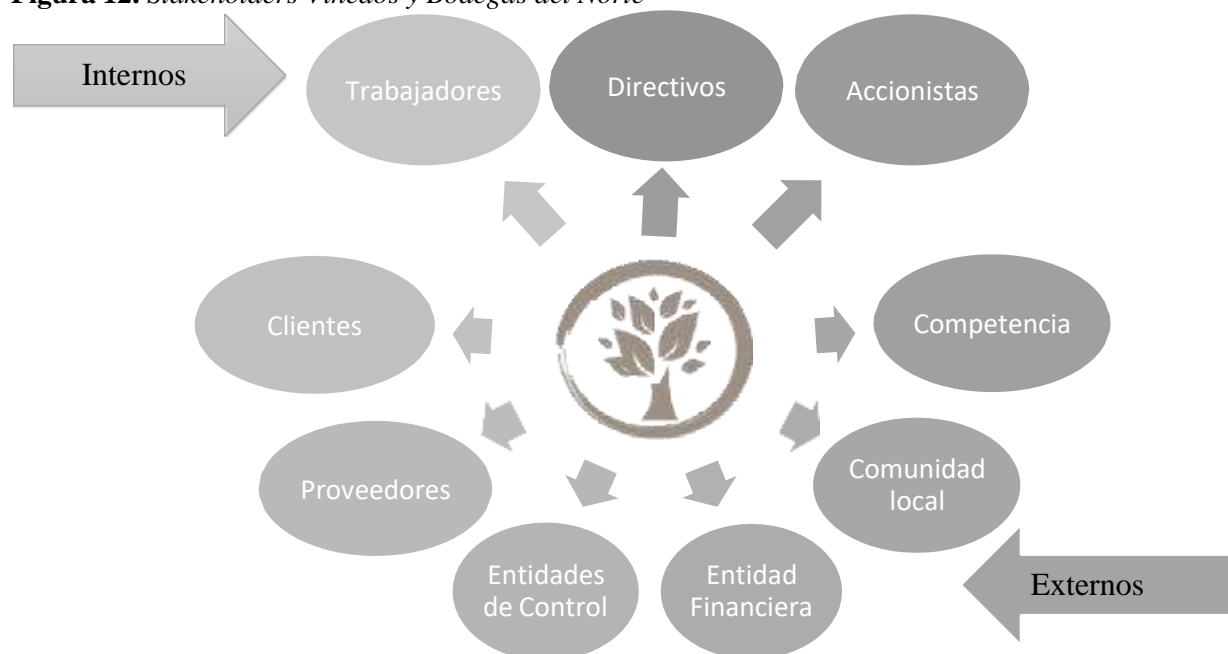 Figura 12. Stakeholders Viñedos y Bodegas del Norte
Internos
Trabajadores
Directivos
Accionistas
Clientes
Competencia
Proveedores
Comunidad
local
Entidades
de Control
Entidad
Financiera
Externos